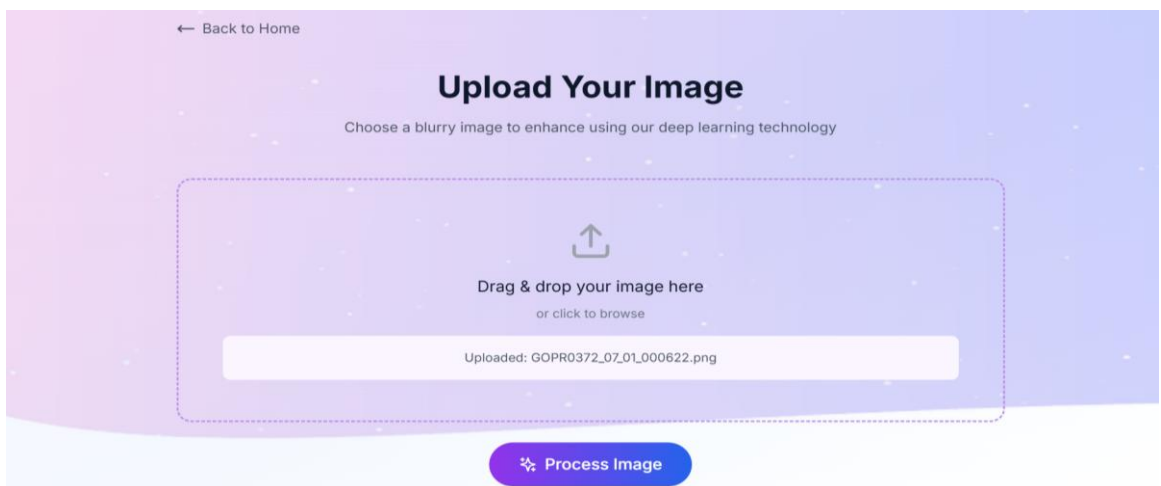 ← Back to Home
Upload Your Image
Choose a blurry image to enhance using our deep learning technology
Drag & drop your image here
or click to browse
Uploaded: GOPR0372_07_01_000622.png
Process Image